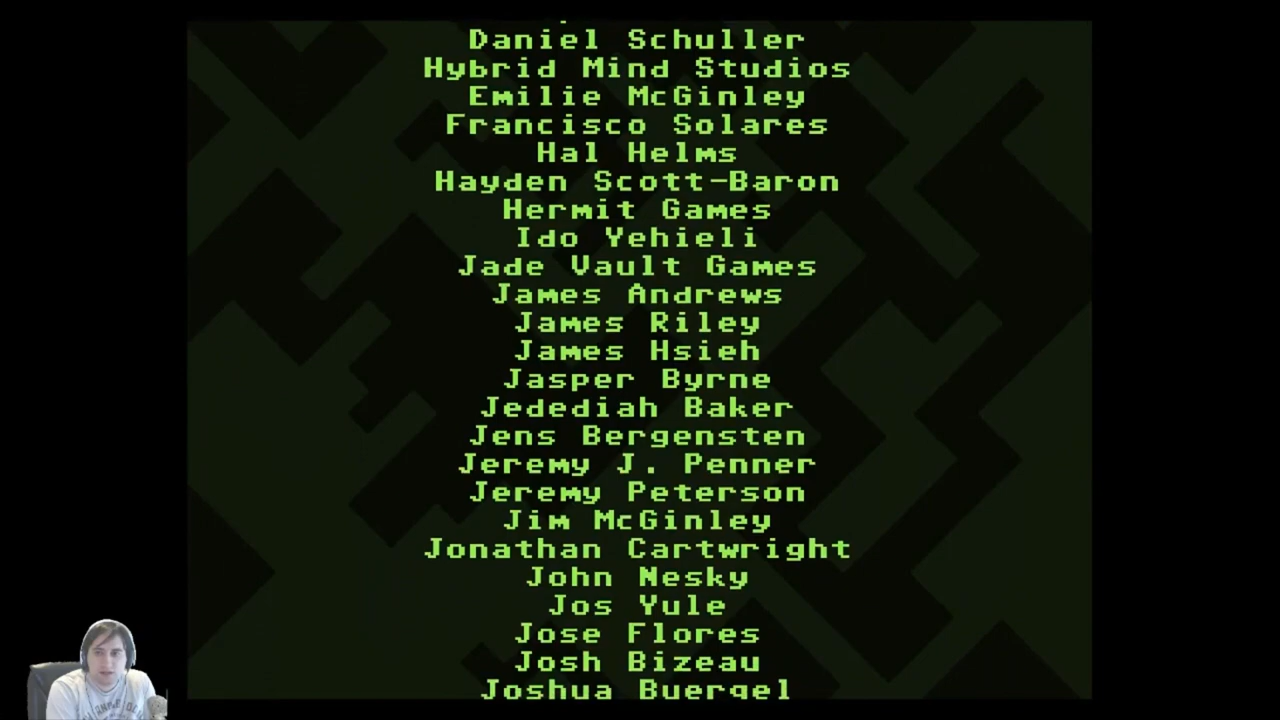 Daniel Schuller
Hybrid Mind Studios
Emilie McGinley
Francisco Solares
Hal Helms
Hayden Scott-Baron
Hermit Games
Ido Yehieli
Jade Vault Games
James Andrews
James Riley
James Hsieh
Jasper Byrne
Jedediah Baker
Jens Bergensten
Jeremy J. Penner
Jeremy Peterson
Jim McGinley
Jonathan Cartwright
John Nesky
Jos Yule
Jose Flores
Josh Bizeau
Joshua Buergel